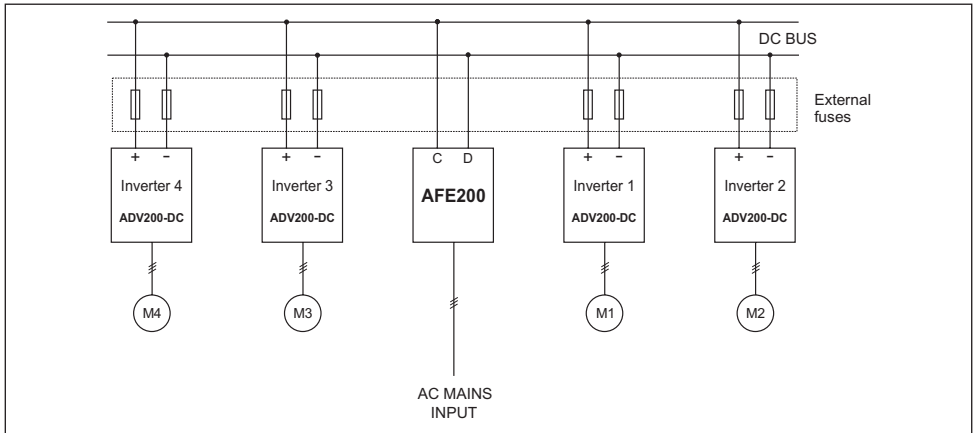 DC BUS
External
fuses
+ - + - C D + - + -
Inverter 4 Inverter 3 AFE200 Inverter 1 Inverter 2
ADV200-DC ADV200-DC ADV200-DC ADV200-DC
M4 M3 M1 M2
AC MAINS
INPUT